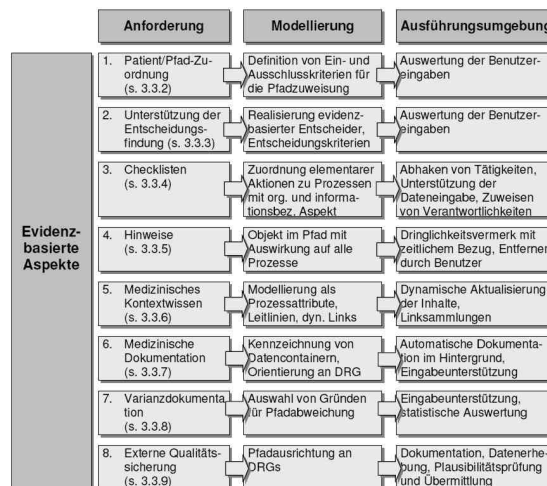 Anforderung
Modellierung
Ausführungsumgebung
Evidenz-
basierte
Aspekte
1. Patient/Pfad-Zu-
ordnung
(s. 3.3.2)
Definition von Ein- und
Ausschlusskriterien für
die Pfadzuweisung
Auswertung der Benutzer-
eingaben
2. Unterstützung der
Entscheidungs-
findung (s. 3.3.3)
Realisierung evidenz-
basierter Entscheider,
Entscheidungskriterien
Auswertung der Benutzer-
eingaben
3. Checklisten
(s. 3.3.4)
Zuordnung elementarer
Aktionen zu Prozessen
mit org. und informa-
tionsbez. Aspekt
Abhaken von Tätigkeiten,
Unterstützung der
Dateneingabe, Zuweisen
von Verantwortlichkeiten
4. Hinweise
(s. 3.3.5)
Objekt im Pfad mit
Auswirkung auf alle
Prozesse
Dringlichkeitsvermerk mit
zeitlichem Bezug, Entfernen
durch Benutzer
5. Medizinisches
Kontextwissen
(s. 3.3.6)
Modellierung als
Prozessattribute,
Leitlinien, dyn. Links
Dynamische Aktualisierung
der Inhalte,
Linksammlungen
6. Medizinische
Dokumentation
(s. 3.3.7)
Kennzeichnung von
Datencontainern,
Orientierung an DRG
Automatische Dokumenta-
tion im Hintergrund,
Eingabeunterstützung
7. Varianzdokumenta
tion
(s. 3.3.8)
Auswahl von Gründen
für Pfadabweichung
Eingabeunterstützung,
statistische Auswertung
8. Externe Qualitäts-
sicherung
(s. 3.3.9)
Pfadausrichtung an
DRGs
Dokumentation, Datenerhe-
bung, Plausibilitätsprüfung
und Übermittlung